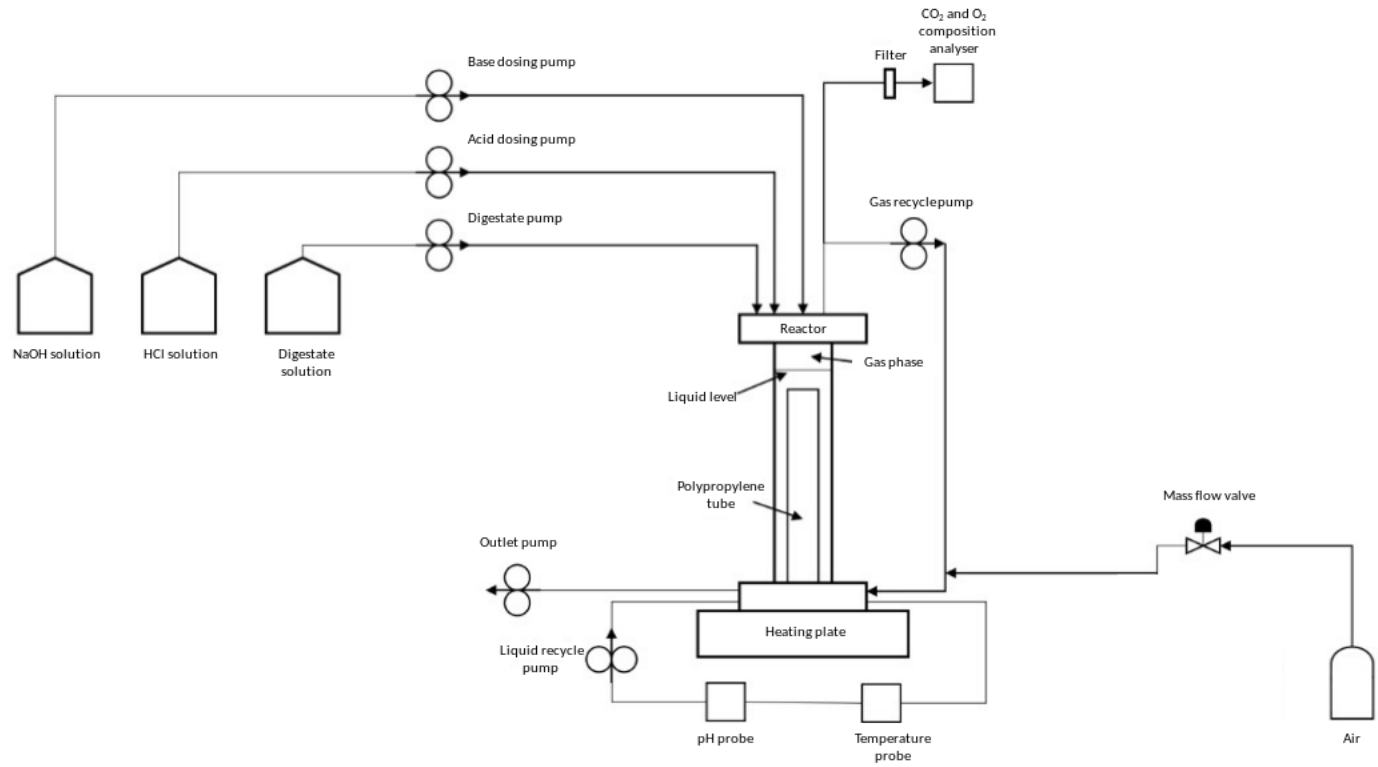 CO₂ and O₂
composition
analyser
Filter
Base dosing pump
Acid dosing pump
Gas recyclepump
Digestate pump
Reactor
NaOH solution
HCl solution
Digestate
solution
Gas phase
Liquid level
Polypropylene
tube
Mass flow valve
Outlet pump
Heating plate
Liquid recycle
pump
pH probe
Temperature
probe
Air